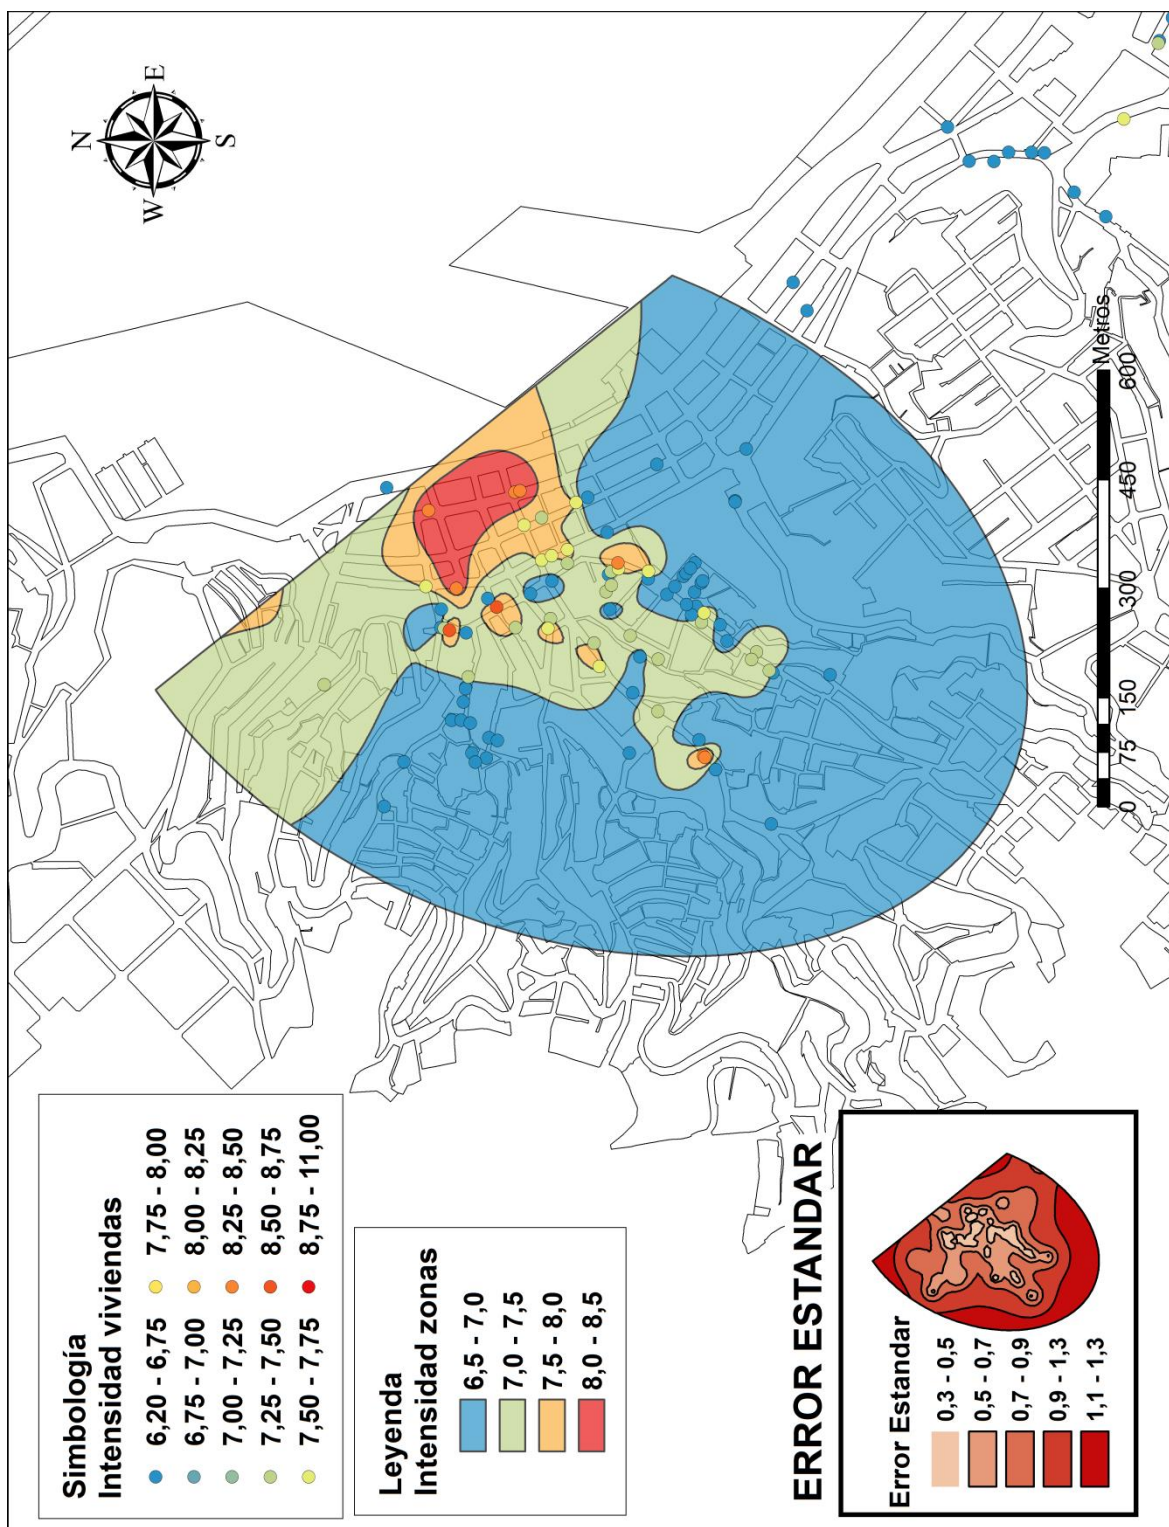 N
W
E
S
Simbología
Intensidad viviendas
6,20 - 6,75
6,75 - 7,00
7,00 - 7,25
7,25 - 7,50
7,50 - 7,75
7,75 - 8,00
8,00 - 8,25
8,25 - 8,50
8,50 - 8,75
8,75 - 11,00
Leyenda
Intensidad zonas
6,5 - 7,0
7,0 - 7,5
7,5 - 8,0
8,0 - 8,5
ERROR ESTANDAR
Error Estandar
0,3 - 0,5
0,5 - 0,7
0,7 - 0,9
0,9 - 1,3
1,1 - 1,3
0 75 150 300 450 600
Metros